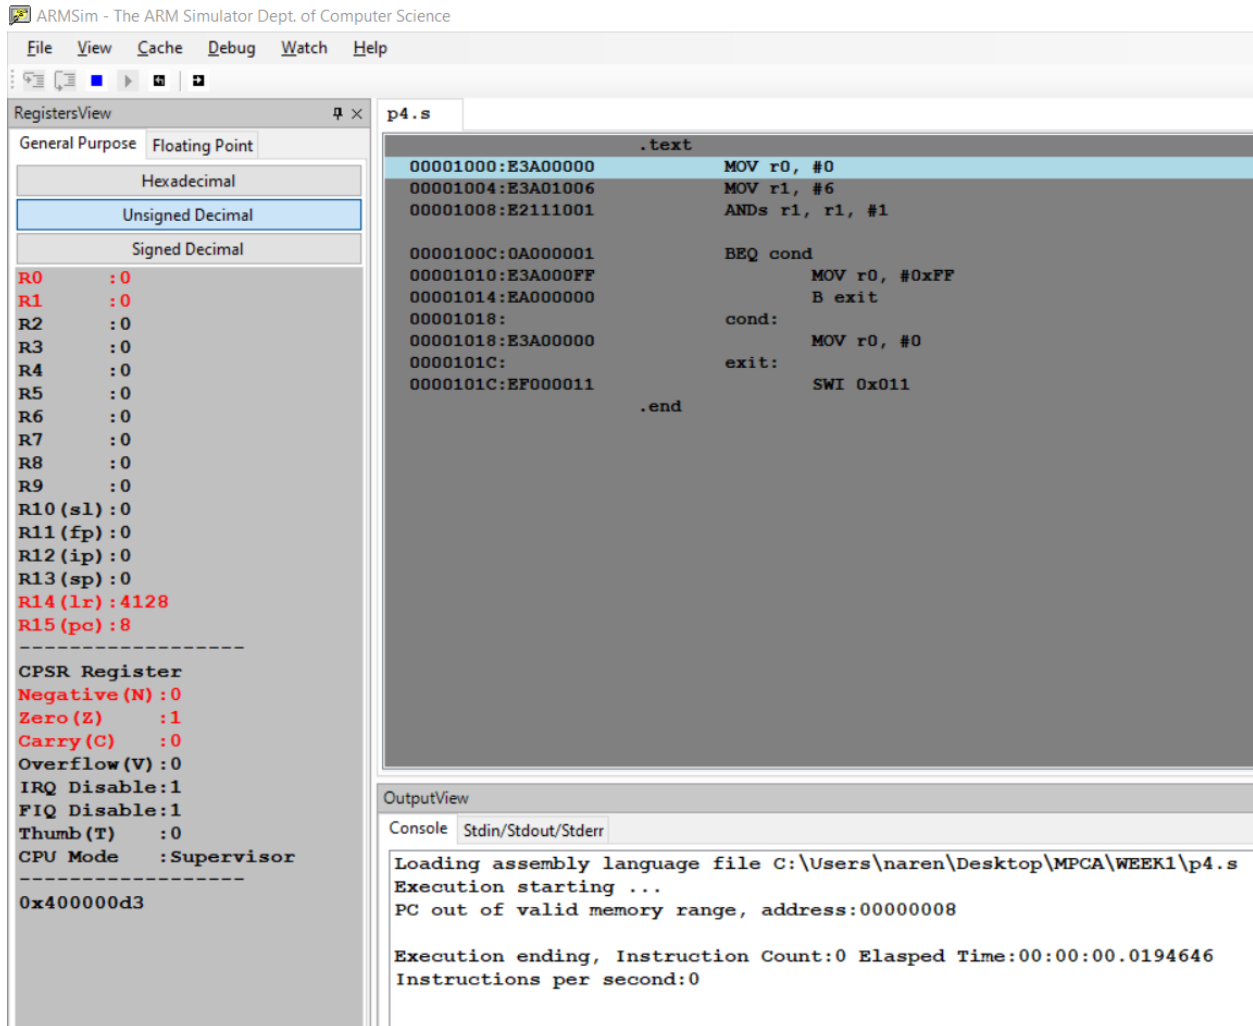 ARMSim - The ARM Simulator Dept. of Computer Science
File View Cache Debug Watch Help
RegistersView
General Purpose Floating Point
Hexadecimal
Unsigned Decimal
Signed Decimal
R0 :0
R1 :0
R2 :0
R3 :0
R4 :0
R5 :0
R6 :0
R7 :0
R8 :0
R9 :0
R10(sl):0
R11(fp):0
R12(ip):0
R13(sp):0
R14(lr):4128
R15(pc):8
-------------------
CPSR Register
Negative(N):0
Zero(Z) :1
Carry(C) :0
Overflow(V):0
IRQ Disable:1
FIQ Disable:1
Thumb(T) :0
CPU Mode :Supervisor
-------------------
0x400000d3
p4.s
.text
00001000:E3A00000 MOV r0, #0
00001004:E3A01006 MOV r1, #6
00001008:E2111001 ANDs r1, r1, #1
0000100C:0A000001 BEQ cond
00001010:E3A000FF MOV r0, #0xFF
00001014:EA000000 B exit
00001018: cond:
00001018:E3A00000 MOV r0, #0
0000101C: exit:
0000101C:EF000011 SWI 0x011
.end
OutputView
Console Stdin/Stdout/Stderr
Loading assembly language file C:\Users\naren\Desktop\MPCA\WEEK1\p4.s
Execution starting ...
PC out of valid memory range, address:00000008
Execution ending, Instruction Count:0 Elasped Time:00:00:00.0194646
Instructions per second:0